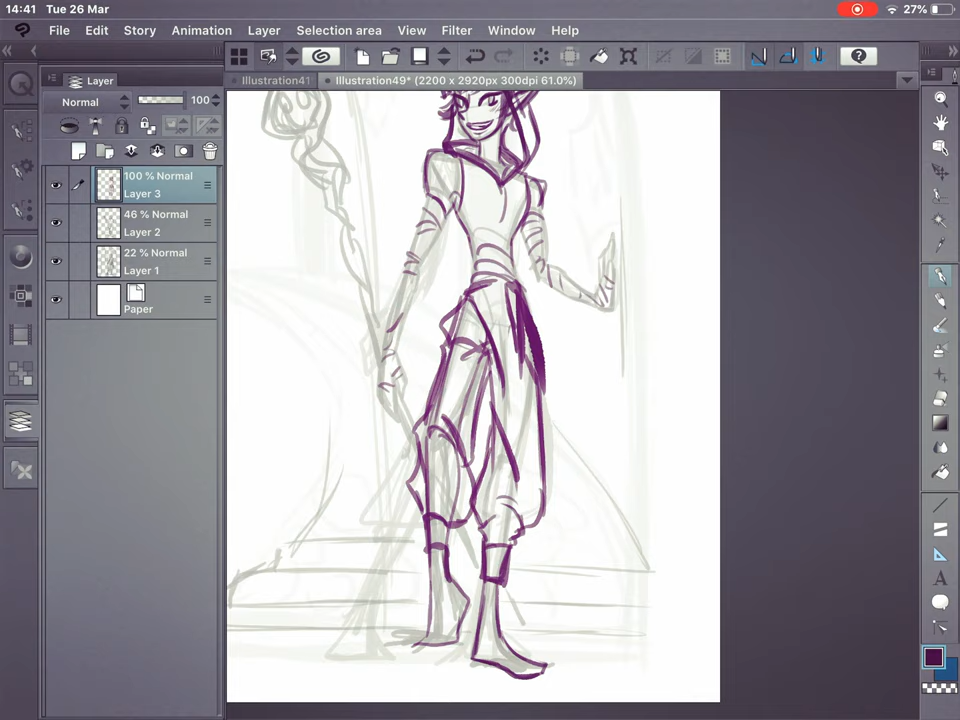 14:41 Tue 26 Mar 27%
File Edit Story Animation Layer Selection area View Filter Window Help
Illustration41 Illustration49* (2200 x 2920px 300dpi 61.0%)
Layer
Normal 100
100 % Normal
Layer 3
46 % Normal
Layer 2
22 % Normal
Layer 1
Paper
A